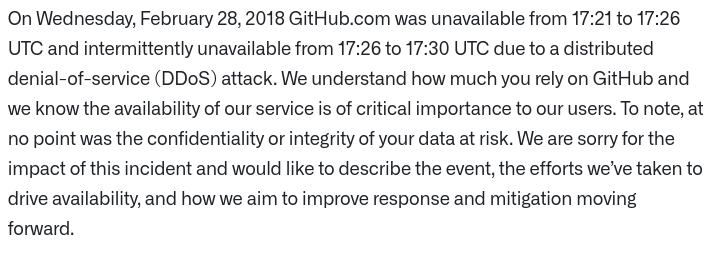 On Wednesday, February 28, 2018 GitHub.com was unavailable from 17:21 to 17:26
UTC and intermittently unavailable from 17:26 to 17:30 UTC due to a distributed
denial-of-service (DDoS) attack. We understand how much you rely on GitHub and
we know the availability of our service is of critical importance to our users. To note, at
no point was the confidentiality or integrity of your data at risk. We are sorry for the
impact of this incident and would like to describe the event, the efforts we’ve taken to
drive availability, and how we aim to improve response and mitigation moving
forward.